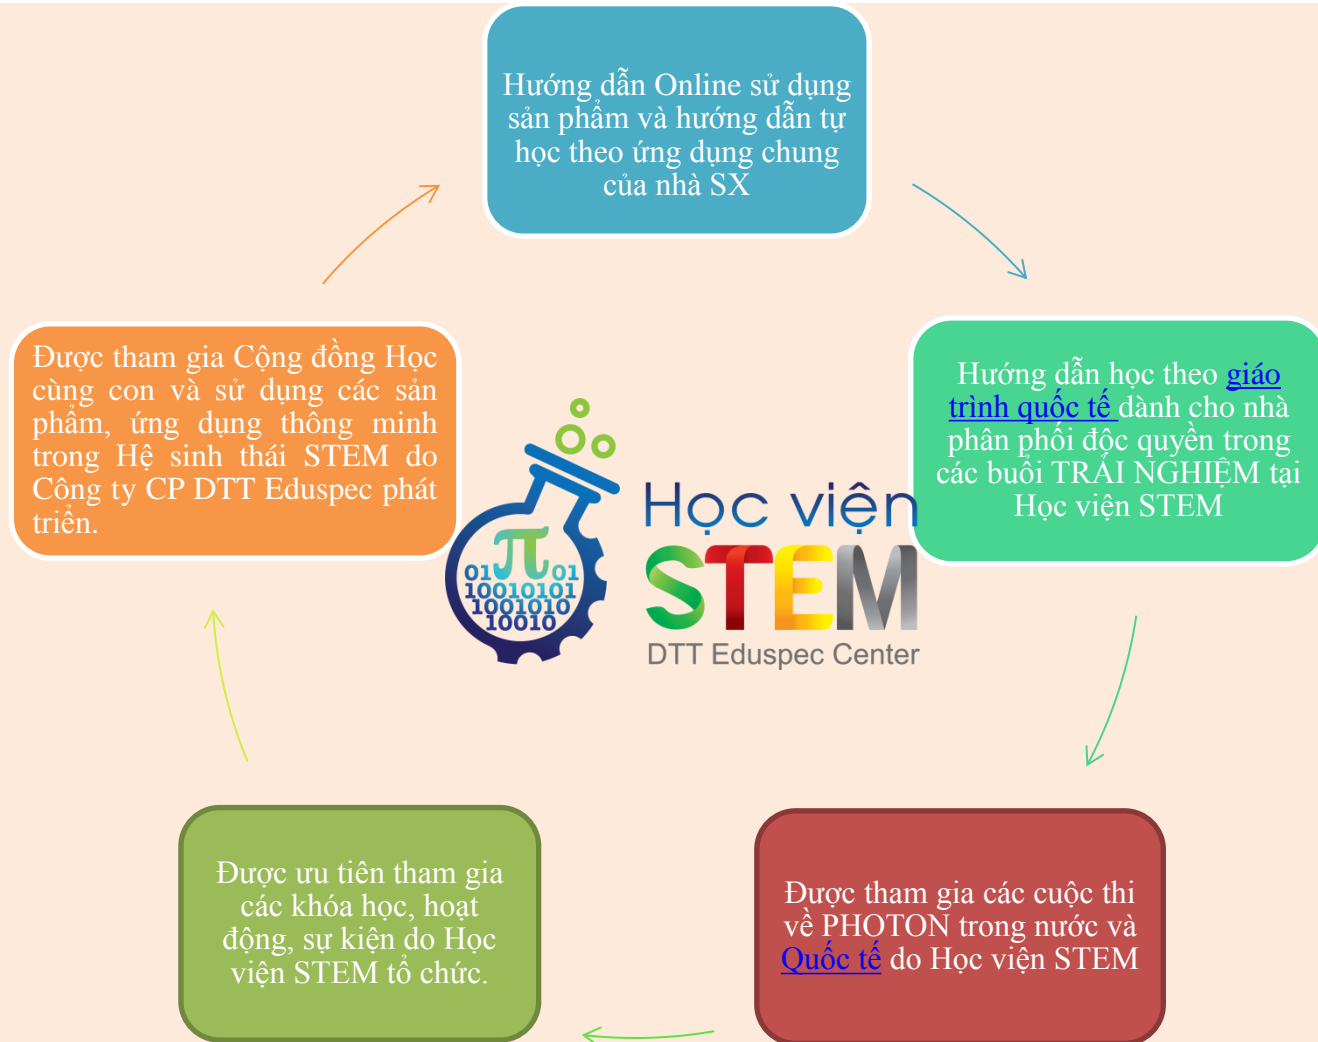 Hướng dẫn Online sử dụng
sản phẩm và hướng dẫn tự
học theo ứng dụng chung
của nhà SX
Hướng dẫn học theo giáo
trình quốc tế dành cho nhà
phân phối độc quyền trong
các buổi TRẢI NGHIỆM tại
Học viện STEM
Được tham gia các cuộc thi
về PHOTON trong nước và
Quốc tế do Học viện STEM
Được ưu tiên tham gia
các khóa học, hoạt
động, sự kiện do Học
viện STEM tổ chức.
Được tham gia Cộng đồng Học
cùng con và sử dụng các sản
phẩm, ứng dụng thông minh
trong Hệ sinh thái STEM do
Công ty CP DTT Eduspec phát
triển.
π
01 01
10010101
1001010
10010
Học viện
STEM
DTT Eduspec Center